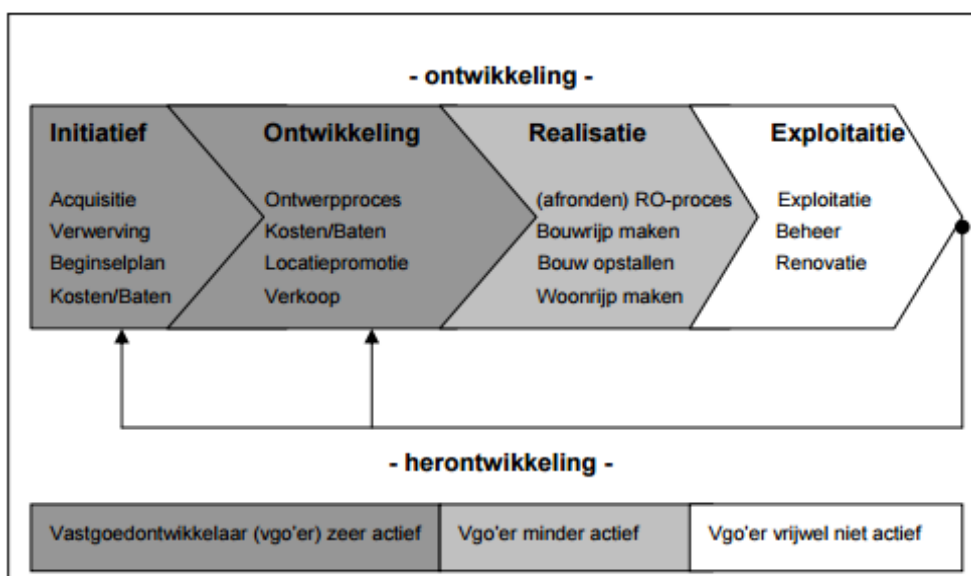 - ontwikkeling -
Initiatief
Acquisitie
Verwerving
Beginselplan
Kosten/Baten
Ontwikkeling
Ontwerpproces
Kosten/Baten
Locatiepromotie
Verkoop
Realisatie
(afronden) RO-proces
Bouwrijp maken
Bouw opstallen
Woonrijp maken
Exploitaitie
Exploitatie
Beheer
Renovatie
- herontwikkeling -
Vastgoedontwikkelaar (vgo'er) zeer actief
Vgo'er minder actief
Vgo'er vrijwel niet actief